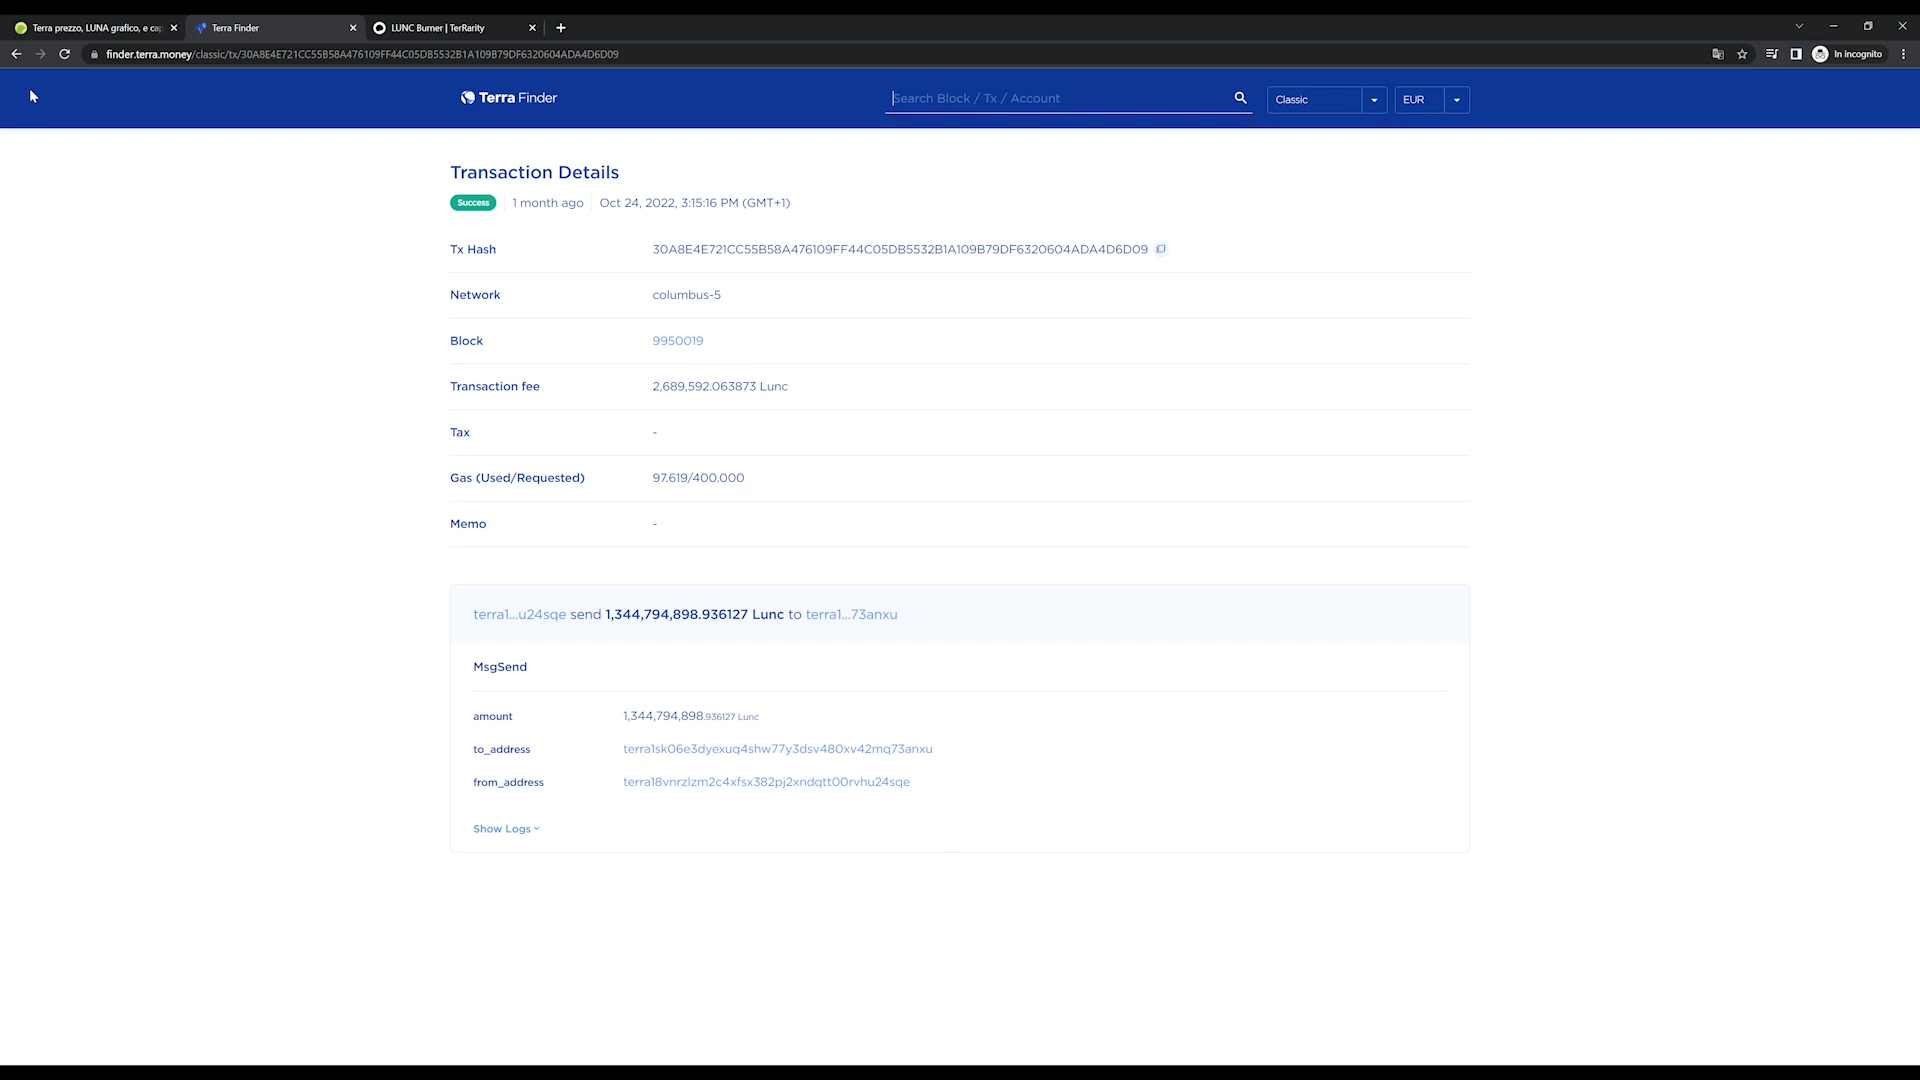 Terra prezzo, LUNA grafico, e cap
Terra Finder
LUNC Burner | TerRarity
finder.terra.money/classic/tx/30A8E4E721CC55B58A476109FF44C05DB5532B1A109B79DF6320604ADA4D6D09
In incognito
Terra Finder
Search Block / Tx / Account
Classic
EUR
Transaction Details
Success
1 month ago
Oct 24, 2022, 3:15:16 PM (GMT+1)
Tx Hash
30A8E4E721CC55B58A476109FF44C05DB5532B1A109B79DF6320604ADA4D6D09
Network
columbus-5
Block
9950019
Transaction fee
2,689,592.063873 Lunc
Tax
-
Gas (Used/Requested)
97.619/400.000
Memo
-
terra1...u24sqe send 1,344,794,898.936127 Lunc to terra1...73anxu
MsgSend
amount
1,344,794,898.936127 Lunc
to_address
terra1sk06e3dyexuq4shw77y3dsv480xv42mq73anxu
from_address
terra18vnrzlzm2c4xfsx382pj2xndqtt00rvhu24sqe
Show Logs